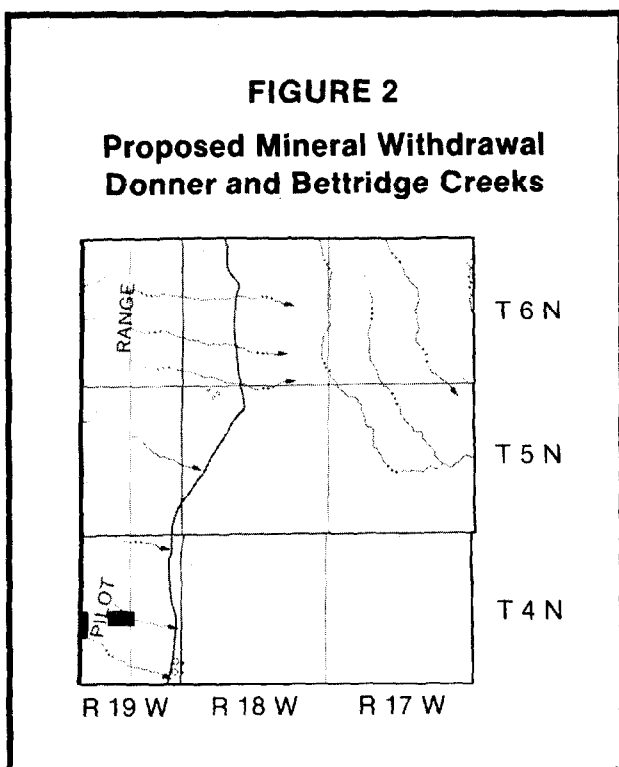 FIGURE 2
Proposed Mineral Withdrawal
Donner and Bettridge Creeks
RANGE
T 6 N
T 5 N
PILOT
T 4 N
R 19 W R 18 W R 17 W